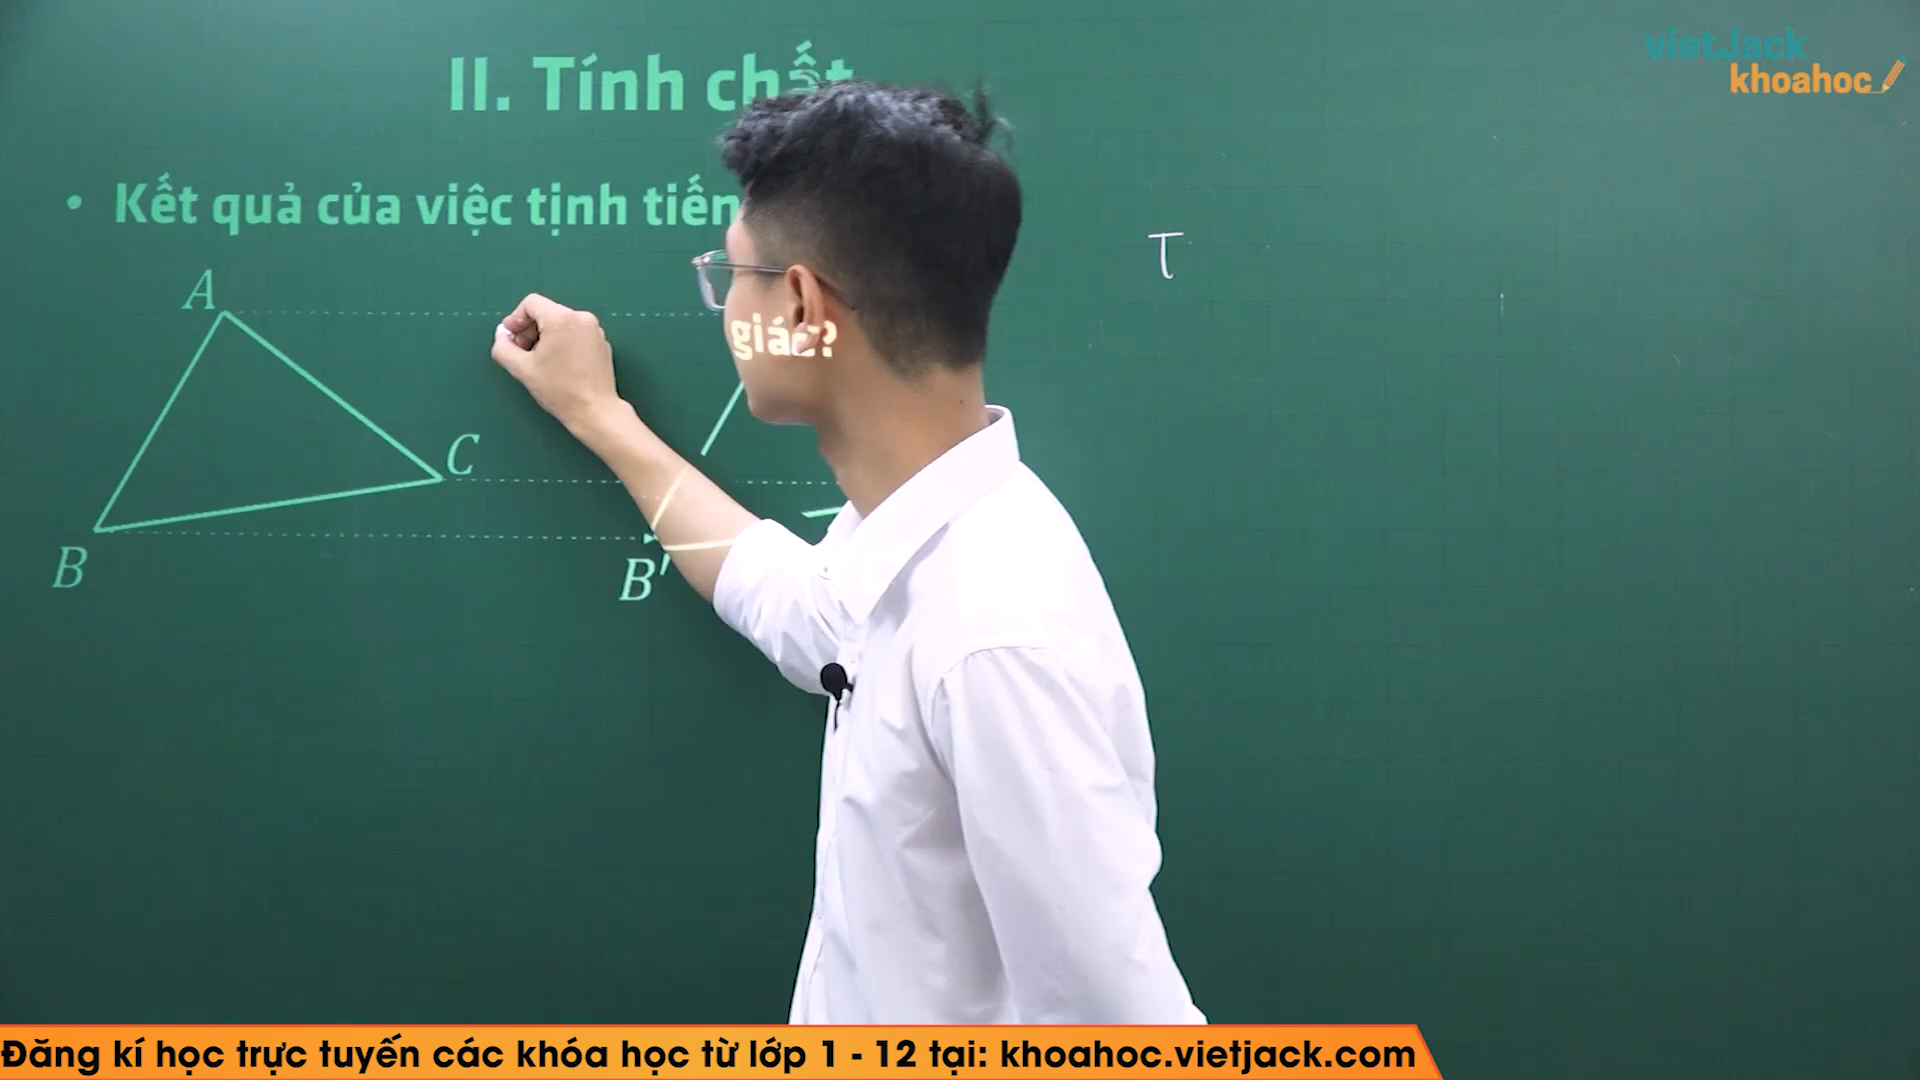 II. Tính chất
vietJack
khoahoc
• Kết quả của việc tịnh tiến
giác?
T
A
C
B
B'
Đăng kí học trực tuyến các khóa học từ lớp 1 - 12 tại: khoahoc.vietjack.com